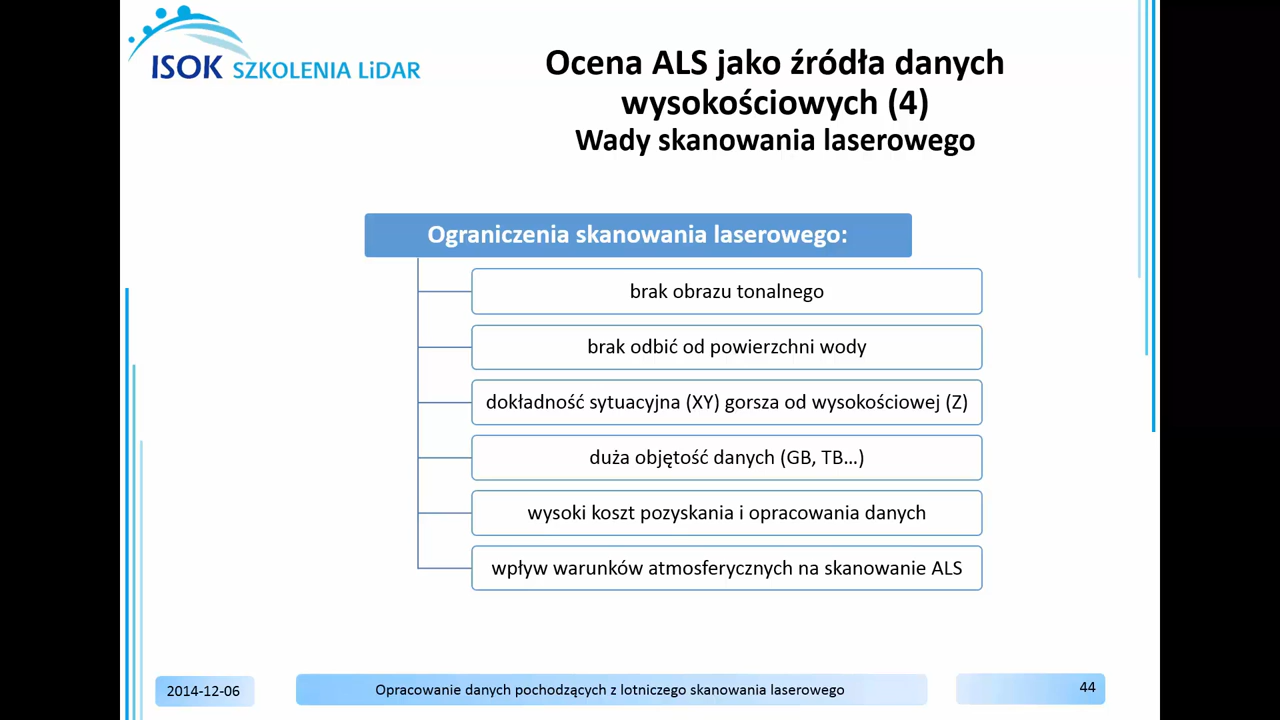 ISOK SZKOLENIA LiDAR
Ocena ALS jako źródła danych
wysokościowych (4)
Wady skanowania laserowego
Ograniczenia skanowania laserowego:
brak obrazu tonalnego
brak odbić od powierzchni wody
dokładność sytuacyjna (XY) gorsza od wysokościowej (Z)
duża objętość danych (GB, TB...)
wysoki koszt pozyskania i opracowania danych
wpływ warunków atmosferycznych na skanowanie ALS
2014-12-06
Opracowanie danych pochodzących z lotniczego skanowania laserowego
44